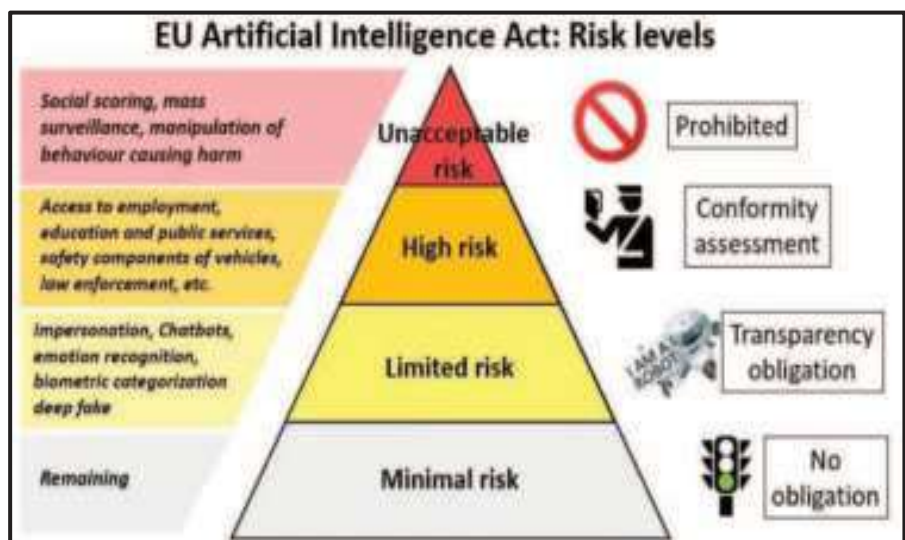 EU Artificial Intelligence Act: Risk levels
Social scoring, mass
surveillance, manipulation of
behaviour causing harm
Unacceptable
risk
Prohibited
Access to employment,
education and public services,
safety components of vehicles,
law enforcement, etc.
High risk
Conformity
assessment
Impersonation, Chatbots,
emotion recognition,
biometric categorization
deep fake
Limited risk
I AM A
ROBOT
Transparency
obligation
Remaining
Minimal risk
No
obligation